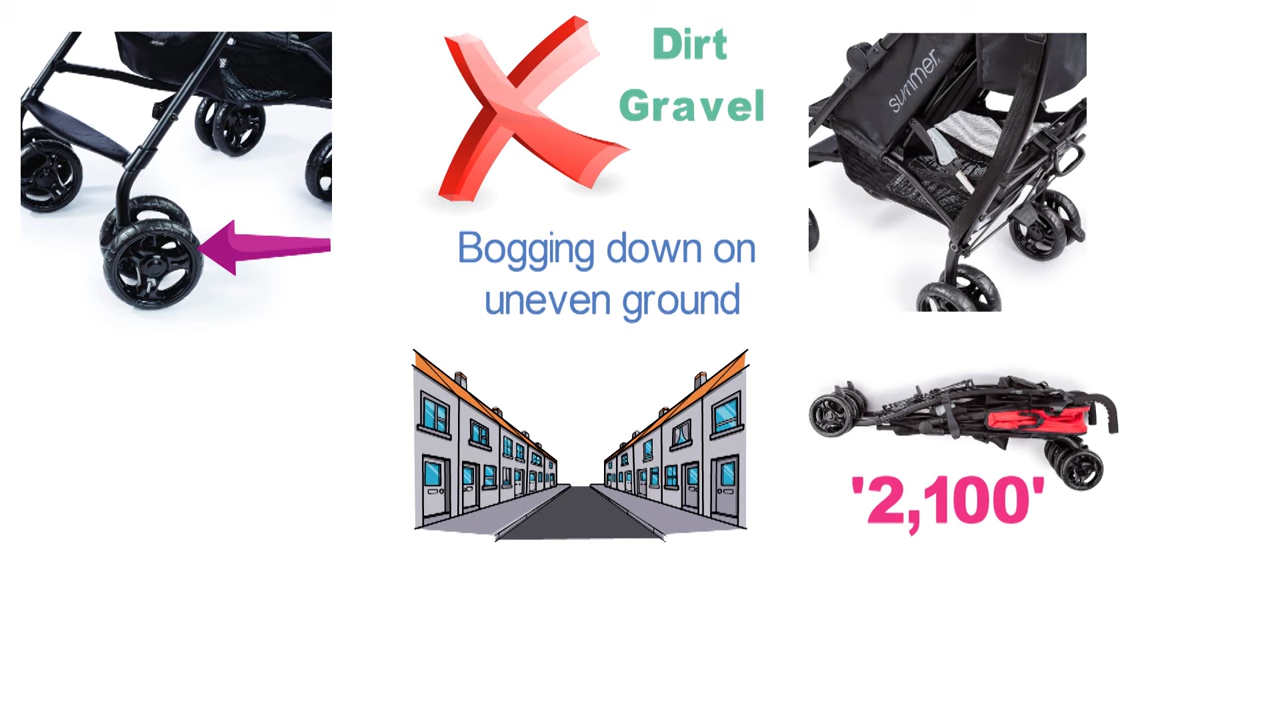 Dirt
Gravel
summer.
Bogging down on
uneven ground
'2,100'